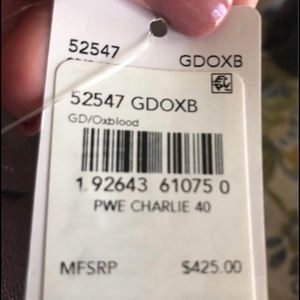 52547 GDOXB
52547 GDOXB
GD/Oxblood
1 92643 61075 0
PWE CHARLIE 40
MFSRP $425.00